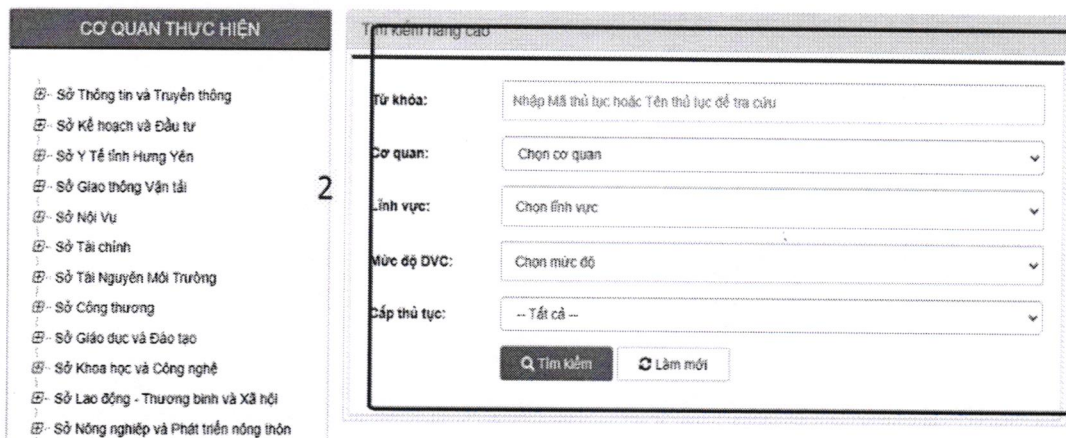 CƠ QUAN THỰC HIỆN
Sở Thông tin và Truyền thông
Sở Kế hoạch và Đầu tư
Sở Y Tế tỉnh Hưng Yên
Sở Giao thông Vận tải
Sở Nội Vụ
Sở Tài chính
Sở Tài Nguyên Môi Trường
Sở Công thương
Sở Giáo dục và Đào tạo
Sở Khoa học và Công nghệ
Sở Lao động - Thương binh và Xã hội
Sở Nông nghiệp và Phát triển nông thôn
2
Tìm kiếm nâng cao
Từ khóa: Nhập Mã thủ tục hoặc Tên thủ tục để tra cứu
Cơ quan: Chọn cơ quan
Lĩnh vực: Chọn lĩnh vực
Mức độ DVC: Chọn mức độ
Cấp thủ tục: -- Tất cả --
Tìm kiếm Làm mới